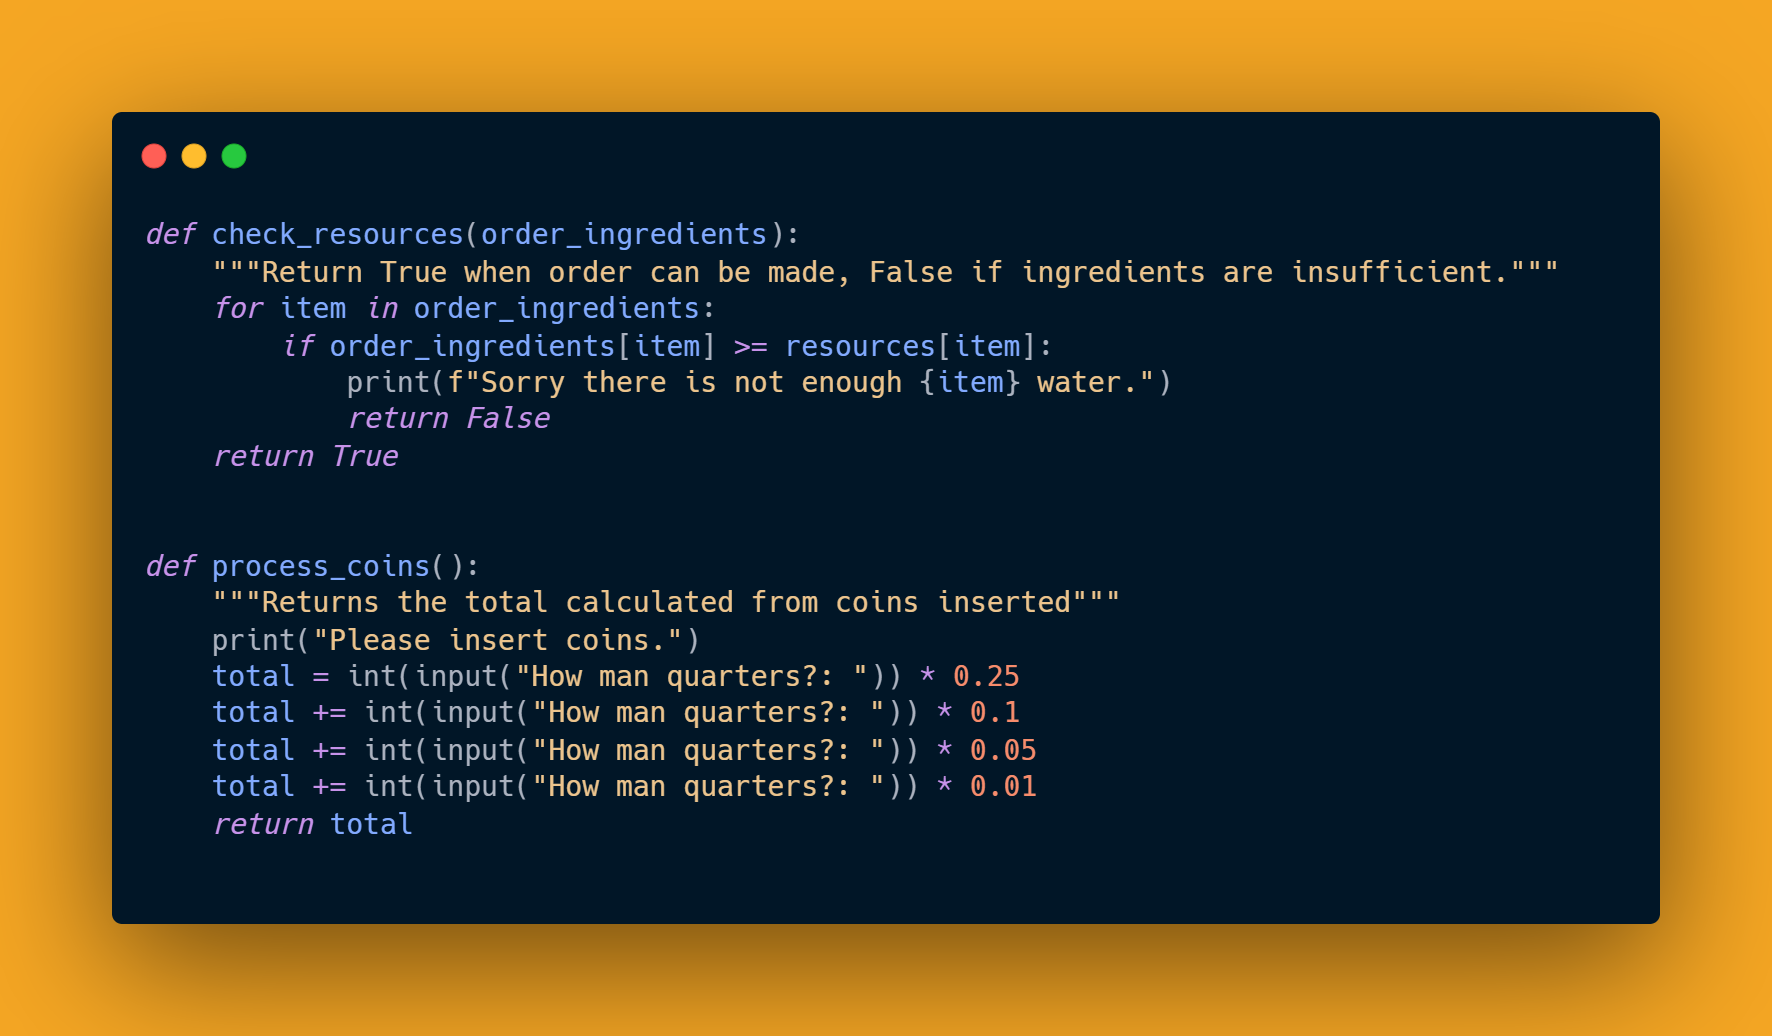 def check_resources(order_ingredients):
    """Return True when order can be made, False if ingredients are insufficient."""
    for item in order_ingredients:
        if order_ingredients[item] >= resources[item]:
            print(f"Sorry there is not enough {item} water.")
            return False
    return True
def process_coins():
    """Returns the total calculated from coins inserted"""
    print("Please insert coins.")
    total = int(input("How man quarters?: ")) * 0.25
    total += int(input("How man quarters?: ")) * 0.1
    total += int(input("How man quarters?: ")) * 0.05
    total += int(input("How man quarters?: ")) * 0.01
    return total